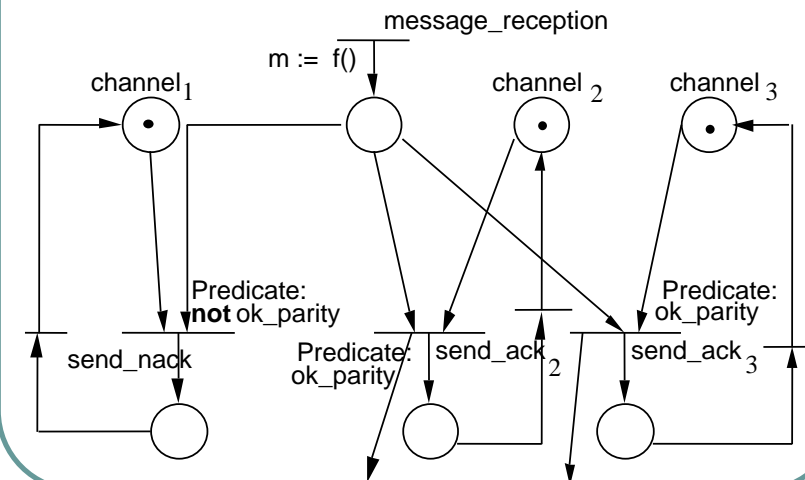 message_reception
m := f()
channel1
channel 2
channel 3
Predicate:
not ok_parity
Predicate:
ok_parity
send_nack
Predicate:
ok_parity
send_ack2
send_ack3